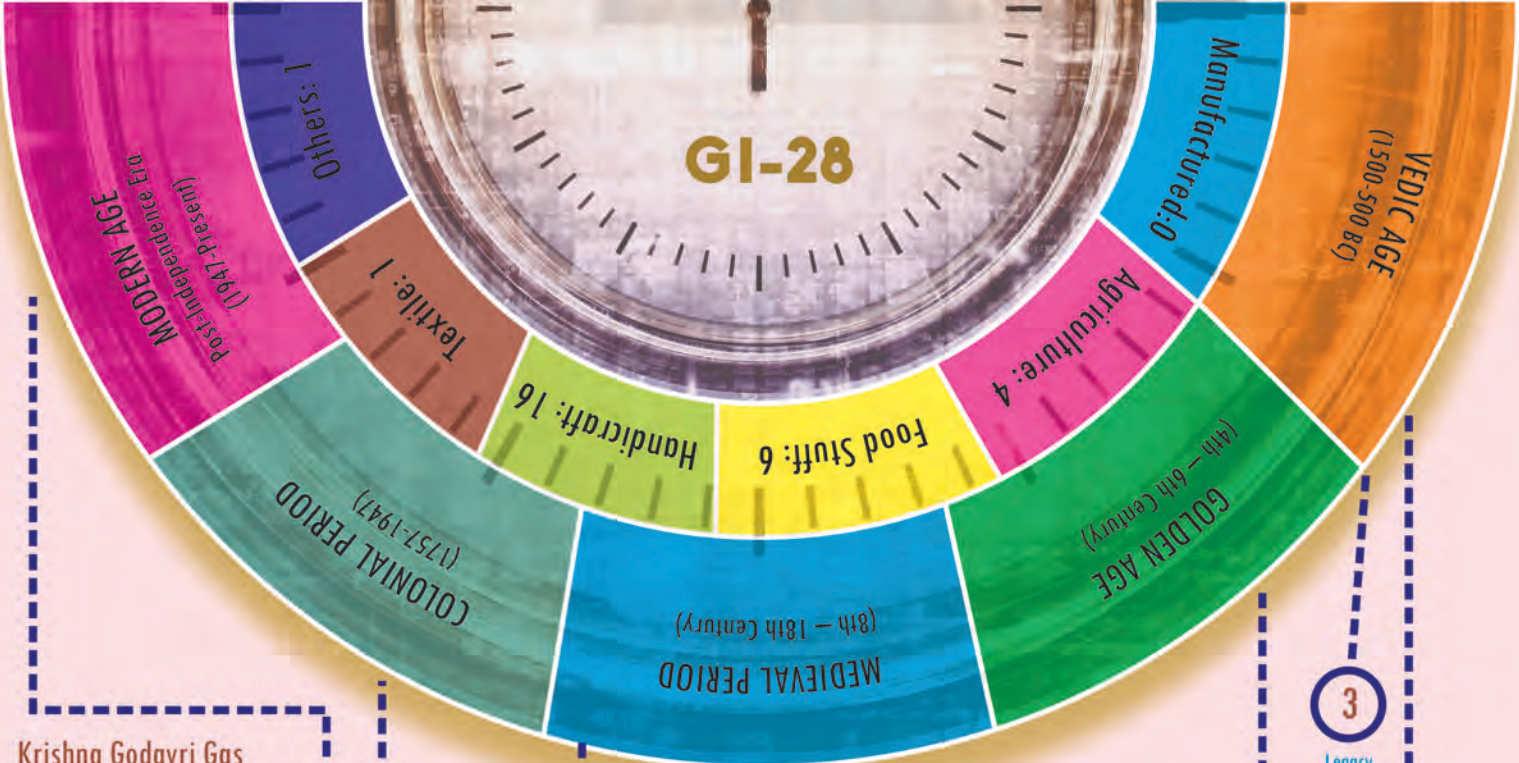 GI-28
Others: 1
Textile: 1
Handicraft: 16
Food Stuff: 6
Agriculture: 4
Manufactured:0
MODERN AGE
Post-Independence Era
(1947-Present)
COLONIAL PERIOD
(1757-1947)
MEDIEVAL PERIOD
(8th – 18th Century)
GOLDEN AGE
(4th – 6th Century)
VEDIC AGE
(1500-500 BC)
3
Legacy
Krishna Godavri Gas